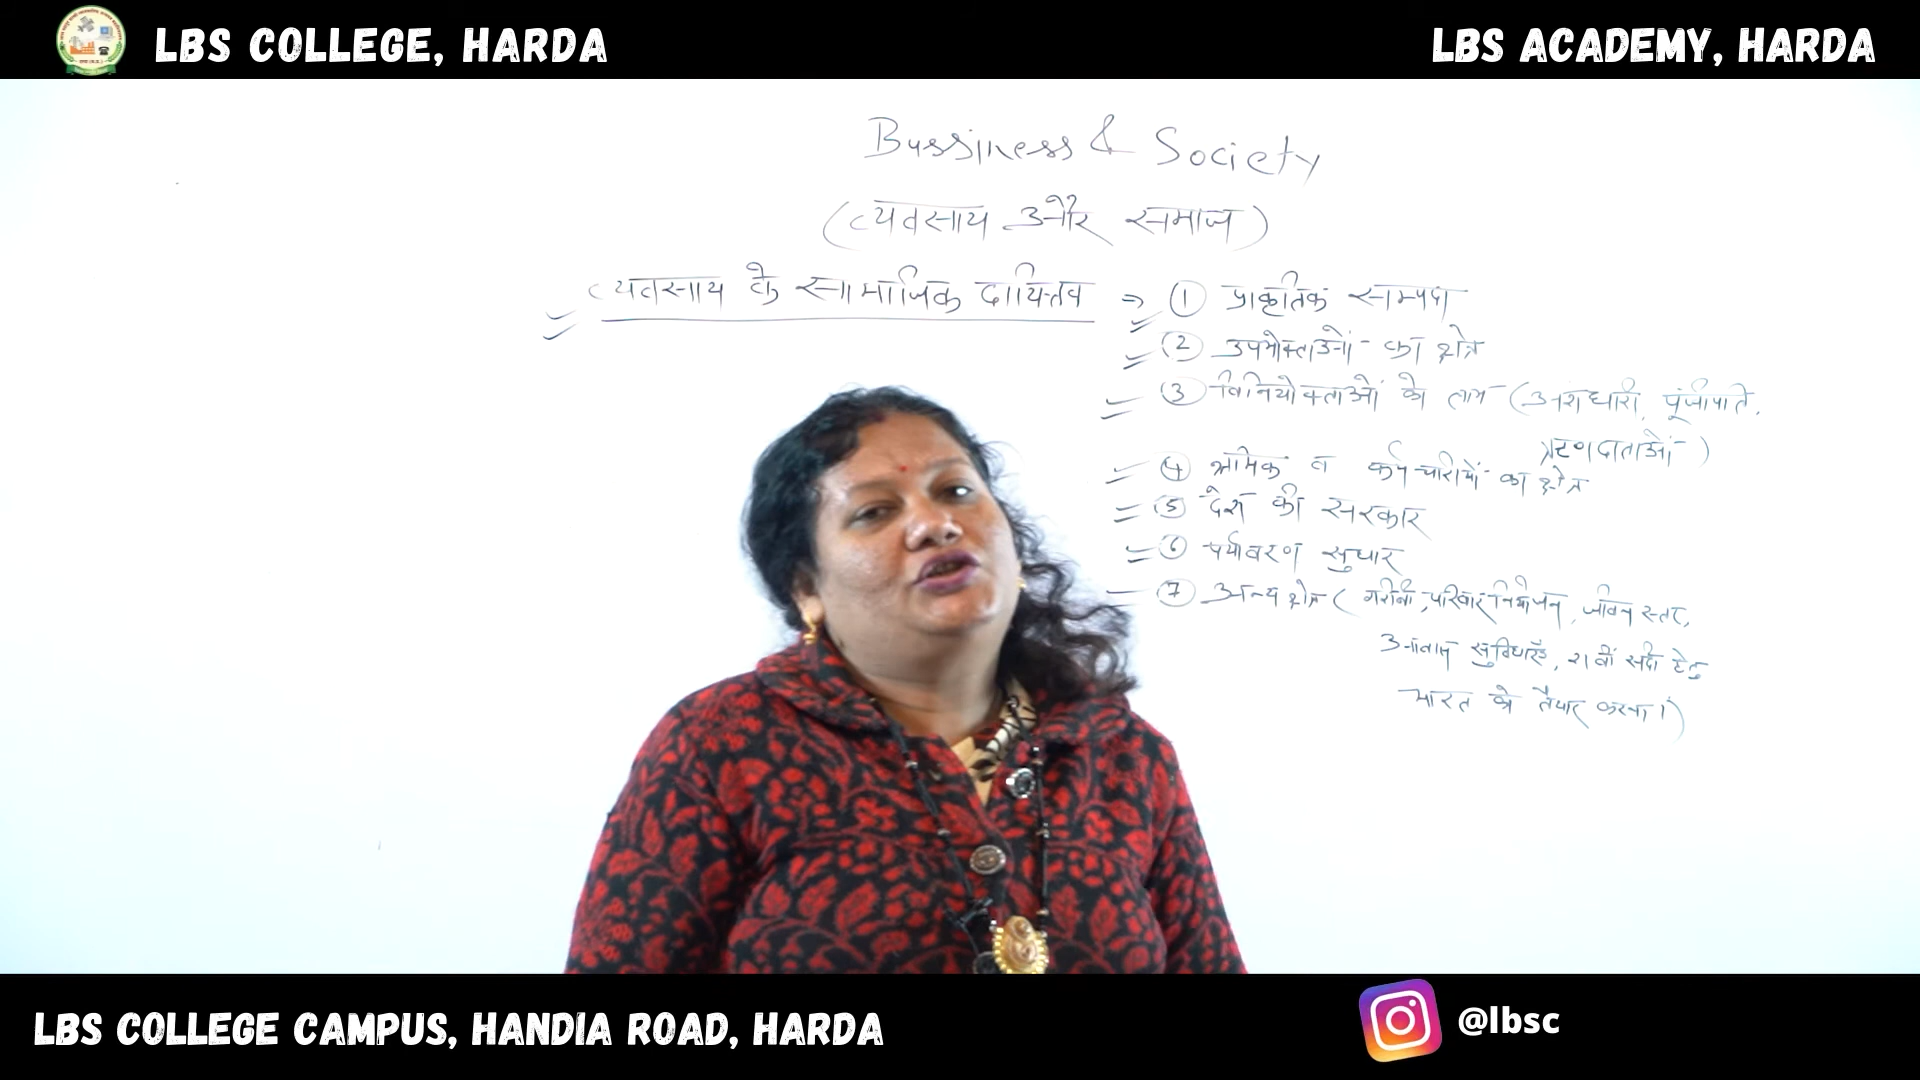 LBS COLLEGE, HARDA
LBS ACADEMY, HARDA
Bussiness & Society
(व्यवसाय और समाज)
व्यवसाय के सामाजिक दायित्व ⇒ ① प्राकृतिक सम्पदा
② उपभोक्ताओं का क्षेत्र
③ विनियोक्ताओं को लाभ (अंशधारी, पूंजीपति,
ऋणदाताओं)
④ श्रमिक व कर्मचारियों का क्षेत्र
⑤ देश की सरकार
⑥ पर्यावरण सुधार
⑦ अन्य क्षेत्र (गरीबी, परिवार नियोजन, जीवन स्तर,
आवास सुविधाएँ, 21 वीं सदी हेतु
भारत को तैयार करना।)
LBS COLLEGE CAMPUS, HANDIA ROAD, HARDA
@lbsc